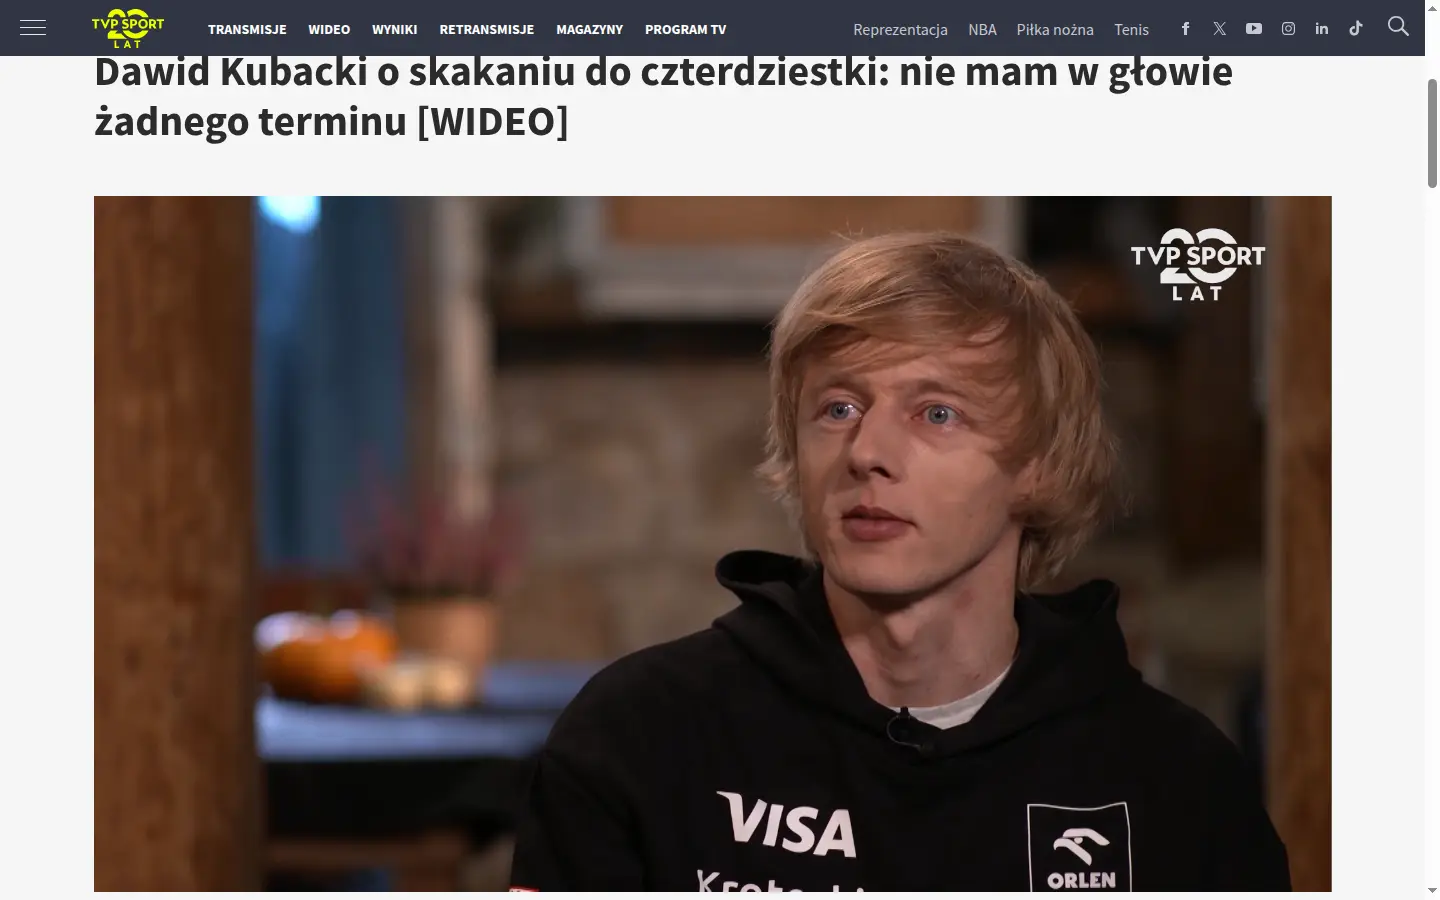 TVP SPORT
20
LAT
TRANSMISJE
WIDEO
WYNIKI
RETRANSMISJE
MAGAZYNY
PROGRAM TV
Reprezentacja
NBA
Piłka nożna
Tenis
Dawid Kubacki o skakaniu do czterdziestki: nie mam w głowie
żadnego terminu [WIDEO]
TVP SPORT
20
LAT
VISA
ORLEN